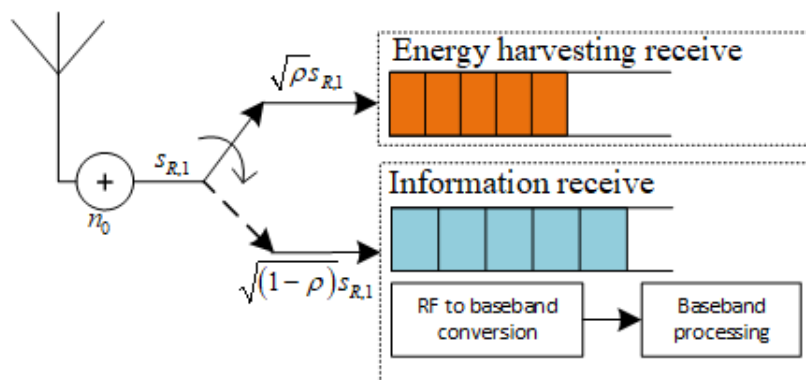 Energy harvesting receive
√ρ s_{R,1}
s_{R,1}
+
n_0
Information receive
√(1 − ρ) s_{R,1}
RF to baseband
conversion
Baseband
processing